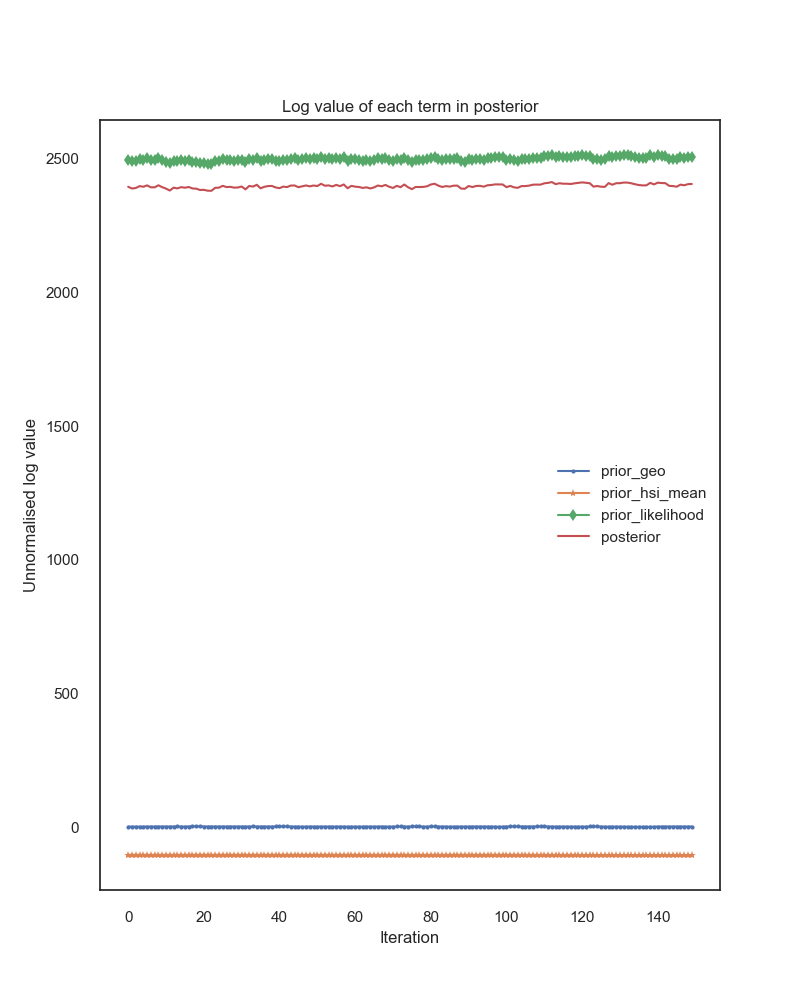 Log value of each term in posterior
Unnormalised log value
2500
2000
1500
1000
500
0
prior_geo
prior_hsi_mean
prior_likelihood
posterior
0 20 40 60 80 100 120 140
Iteration